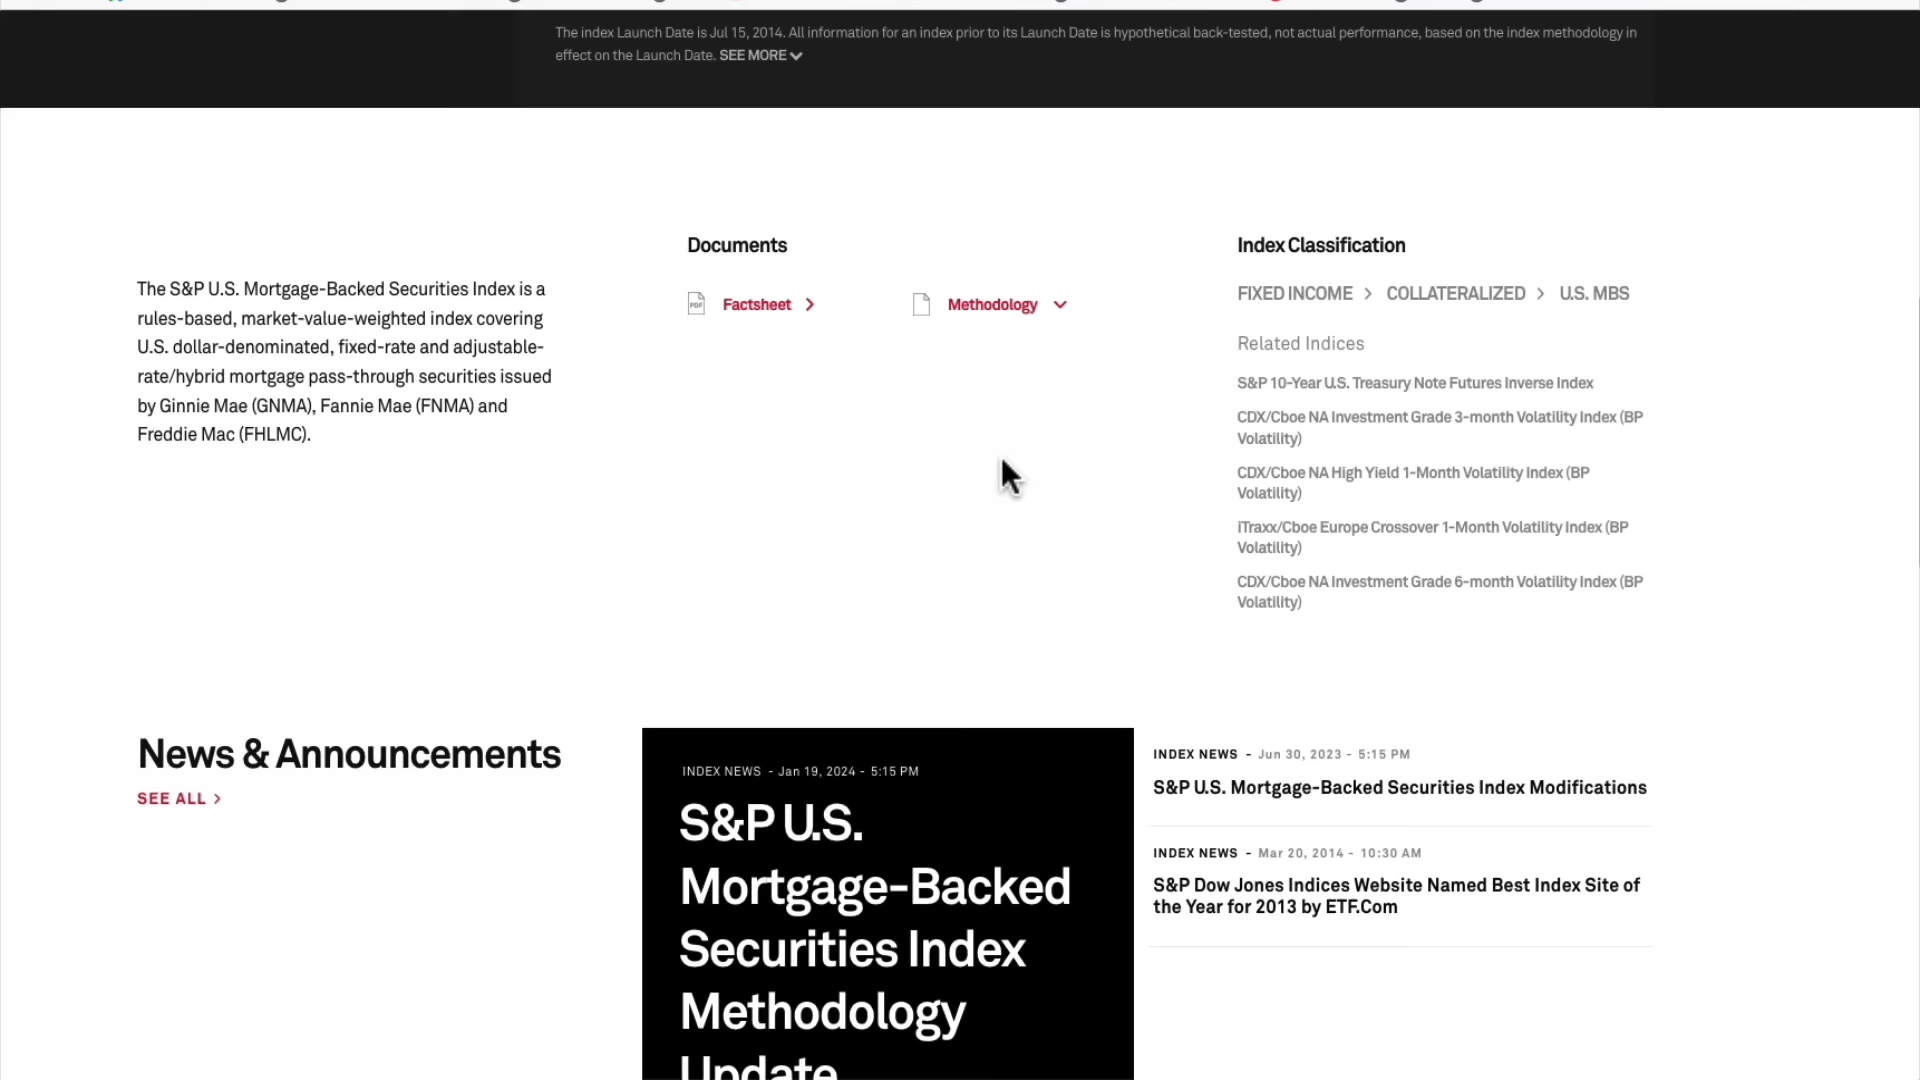 The index Launch Date is Jul 15, 2014. All information for an index prior to its Launch Date is hypothetical back-tested, not actual performance, based on the index methodology in
effect on the Launch Date. SEE MORE
The S&P U.S. Mortgage-Backed Securities Index is a
rules-based, market-value-weighted index covering
U.S. dollar-denominated, fixed-rate and adjustable-
rate/hybrid mortgage pass-through securities issued
by Ginnie Mae (GNMA), Fannie Mae (FNMA) and
Freddie Mac (FHLMC).
Documents
PDF Factsheet
Methodology
Index Classification
FIXED INCOME > COLLATERALIZED > U.S. MBS
Related Indices
S&P 10-Year U.S. Treasury Note Futures Inverse Index
CDX/Cboe NA Investment Grade 3-month Volatility Index (BP
Volatility)
CDX/Cboe NA High Yield 1-Month Volatility Index (BP
Volatility)
iTraxx/Cboe Europe Crossover 1-Month Volatility Index (BP
Volatility)
CDX/Cboe NA Investment Grade 6-month Volatility Index (BP
Volatility)
News & Announcements
SEE ALL >
INDEX NEWS - Jan 19, 2024 - 5:15 PM
S&P U.S.
Mortgage-Backed
Securities Index
Methodology
Update
INDEX NEWS - Jun 30, 2023 - 5:15 PM
S&P U.S. Mortgage-Backed Securities Index Modifications
INDEX NEWS - Mar 20, 2014 - 10:30 AM
S&P Dow Jones Indices Website Named Best Index Site of
the Year for 2013 by ETF.Com